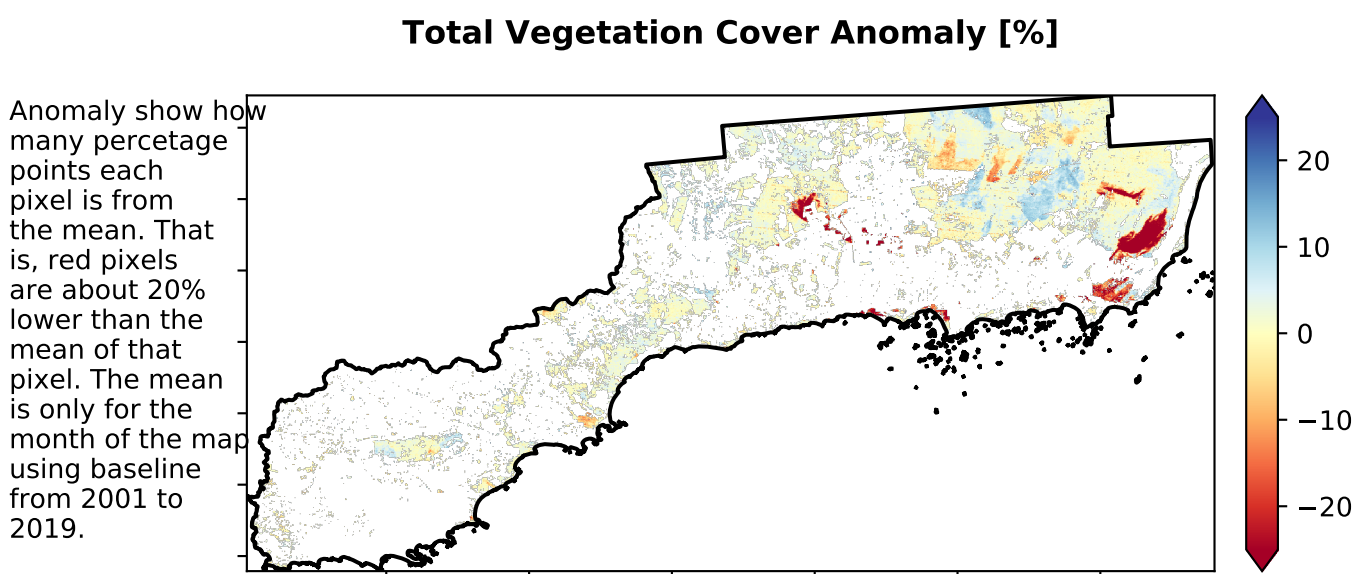 Total Vegetation Cover Anomaly [%]
Anomaly show how
many percetage
points each
pixel is from
the mean. That
is, red pixels
are about 20%
lower than the
mean of that
pixel. The mean
is only for the
month of the map
using baseline
from 2001 to
2019.
20
10
0
−10
−20